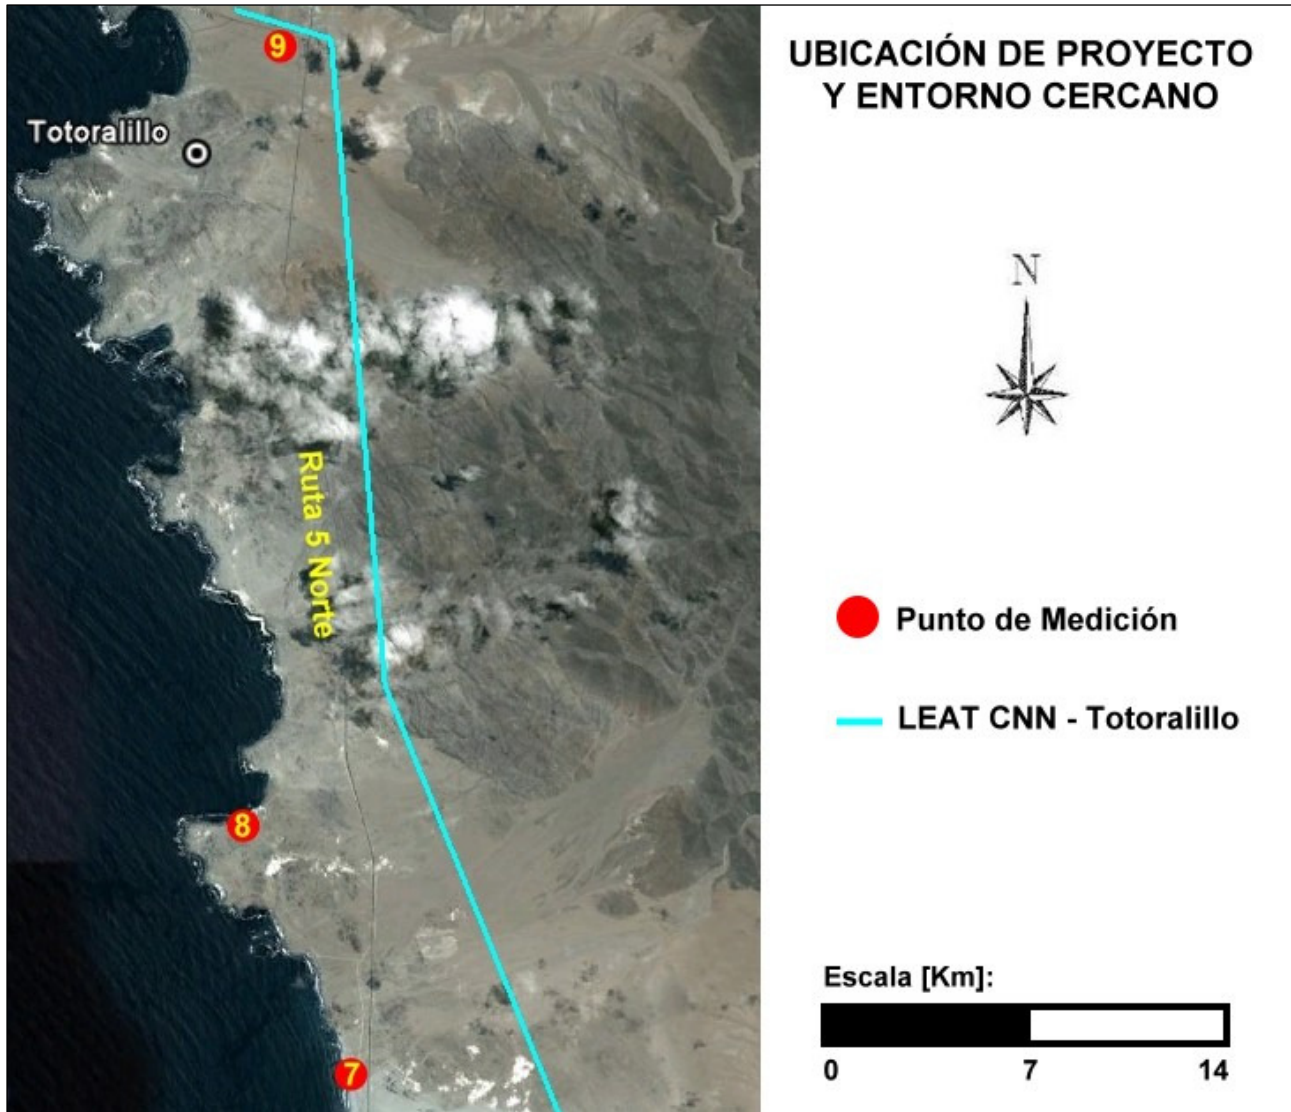 UBICACIÓN DE PROYECTO
Y ENTORNO CERCANO
9
Totoralillo
N
Ruta 5 Norte
Punto de Medición
LEAT CNN - Totoralillo
8
7
Escala [Km]:
0 7 14